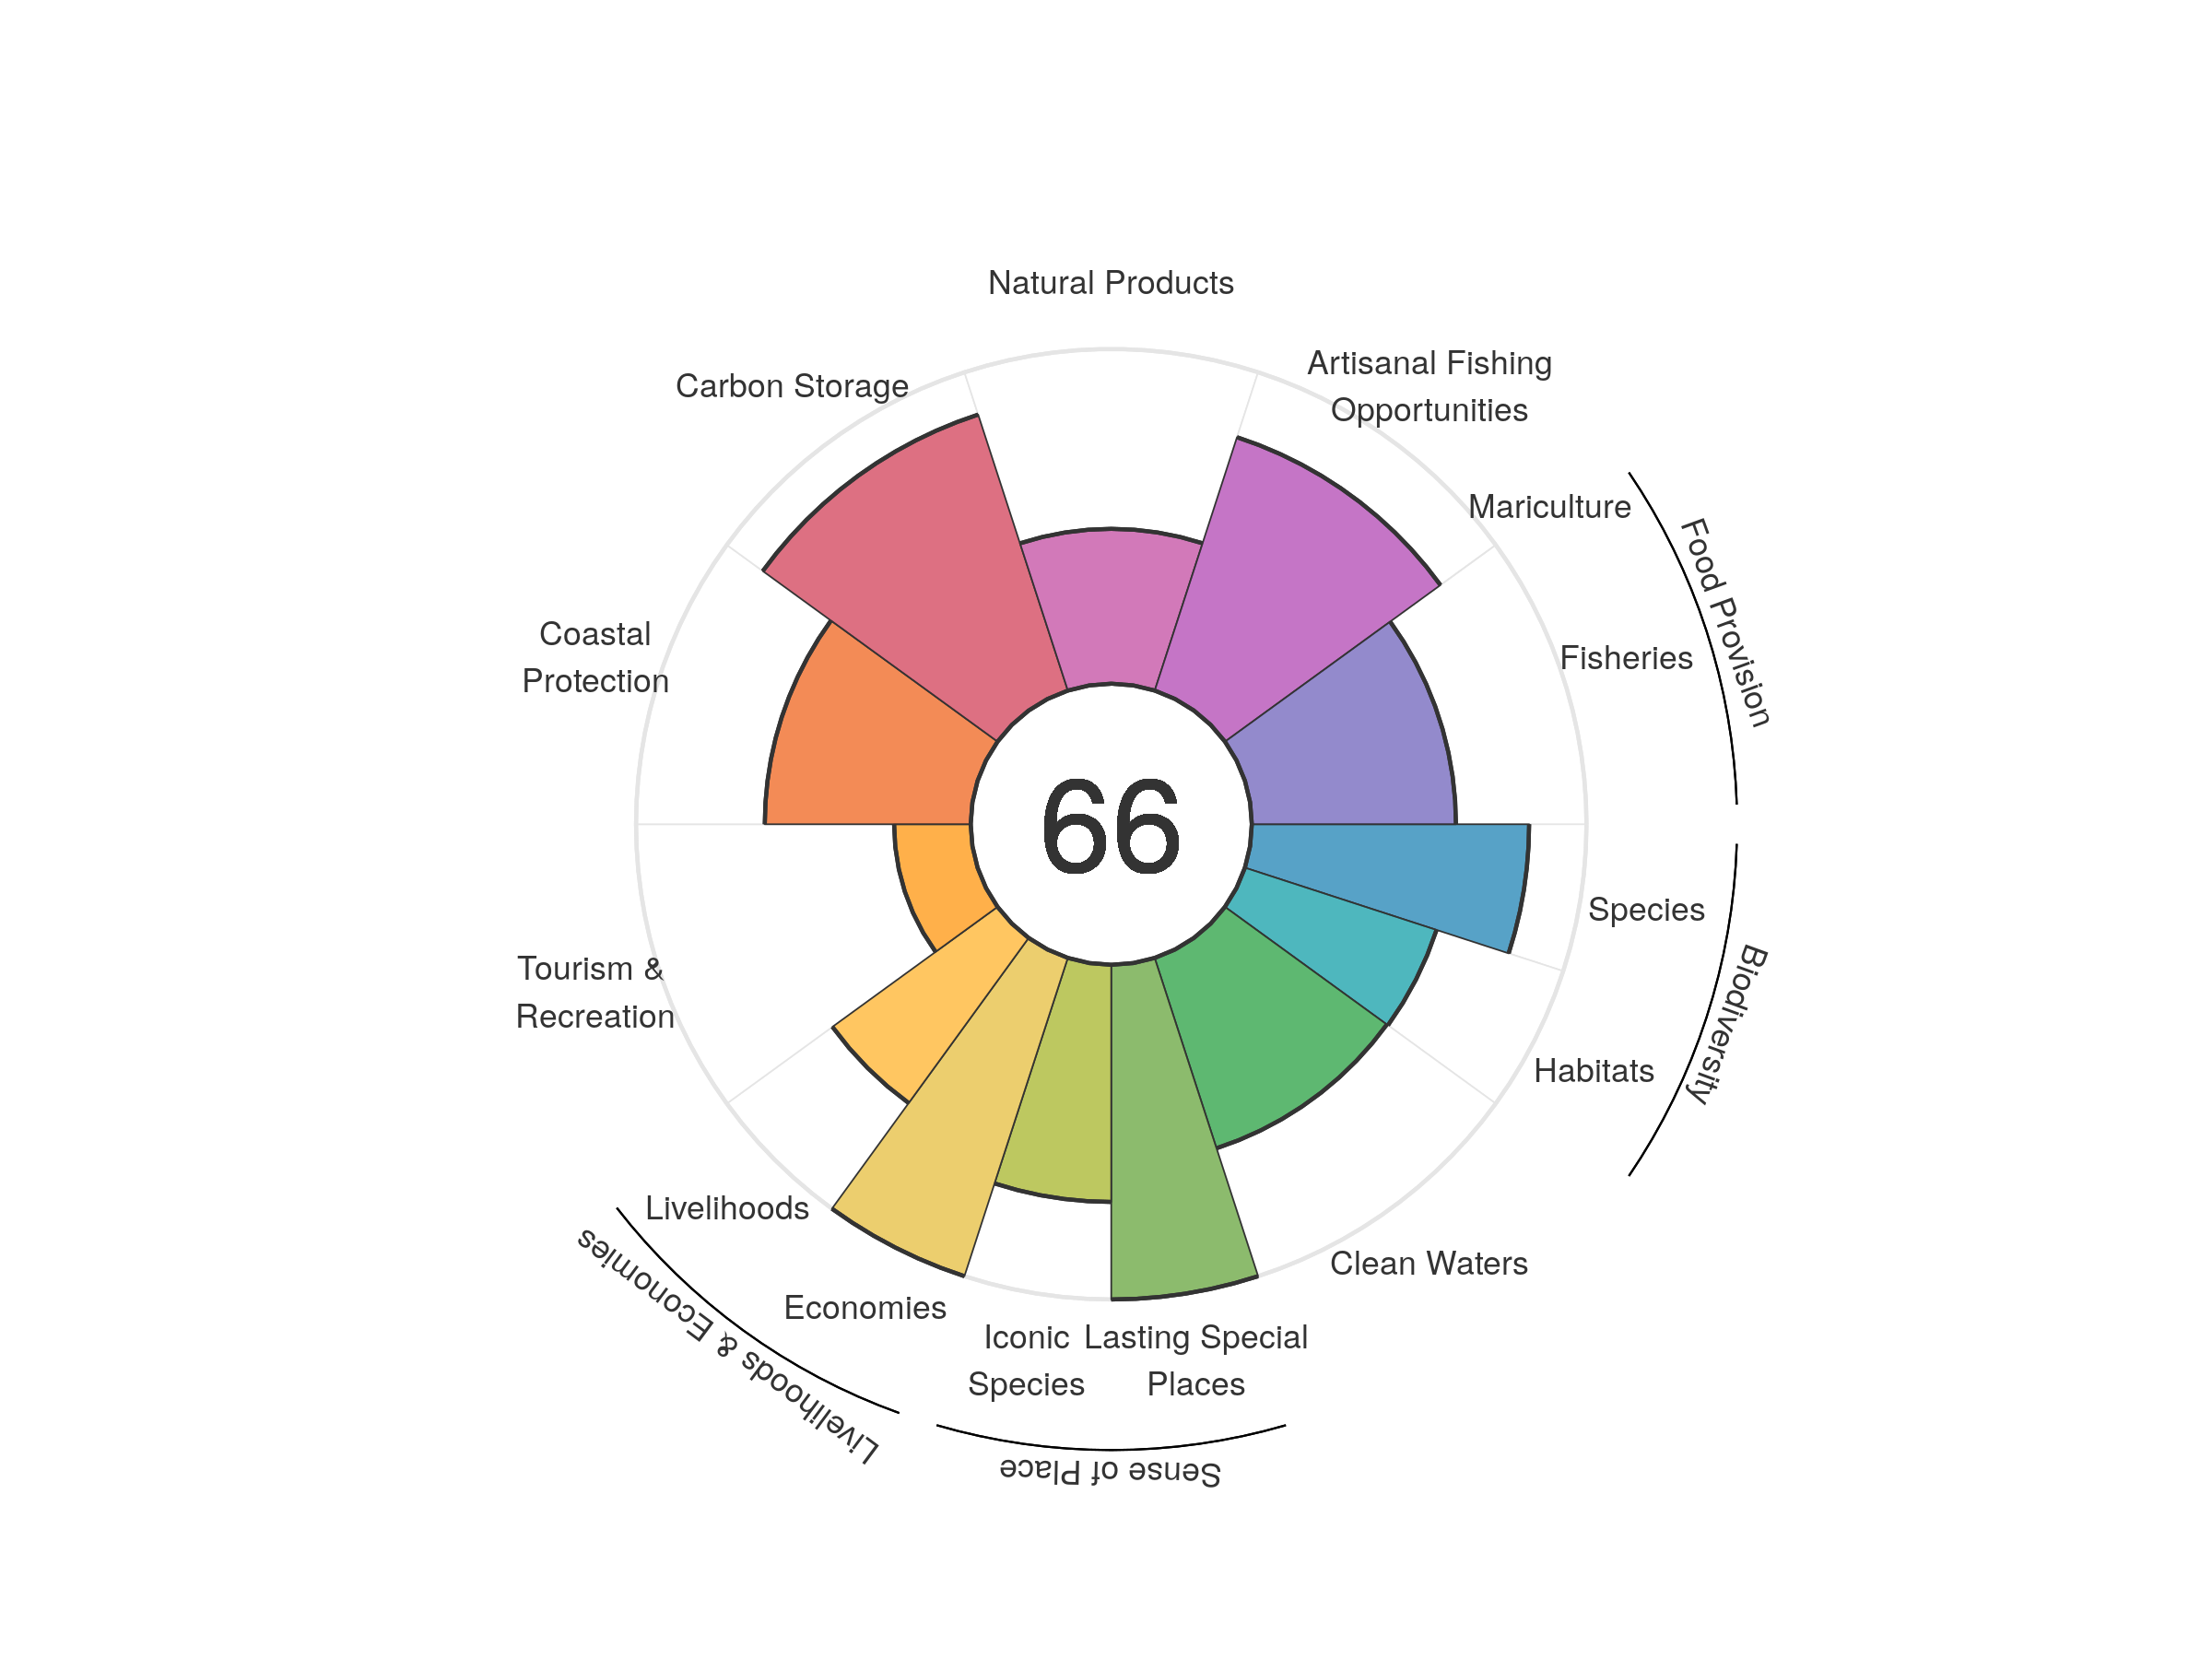 Natural Products
Carbon Storage
Artisanal Fishing
Opportunities
Mariculture
Food Provision
Fisheries
Coastal
Protection
66
Species
Biodiversity
Tourism &
Recreation
Habitats
Livelihoods
Livelihoods & Economies
Clean Waters
Economies
Iconic
Species
Lasting Special
Places
Sense of Place